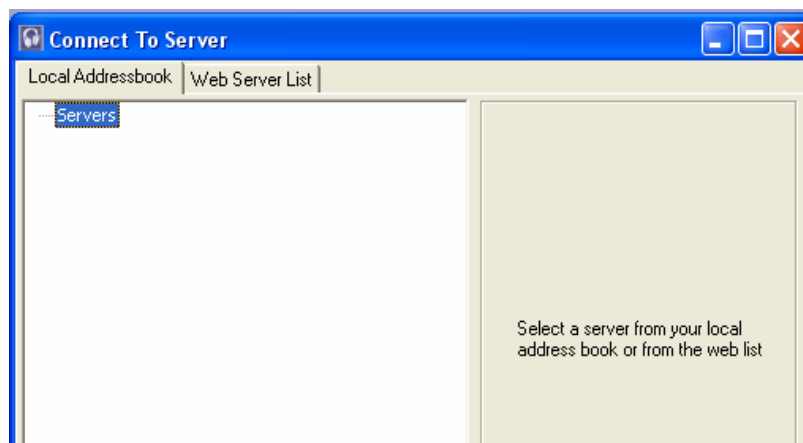 Connect To Server
Local Addressbook
Web Server List
Servers
Select a server from your local
address book or from the web list